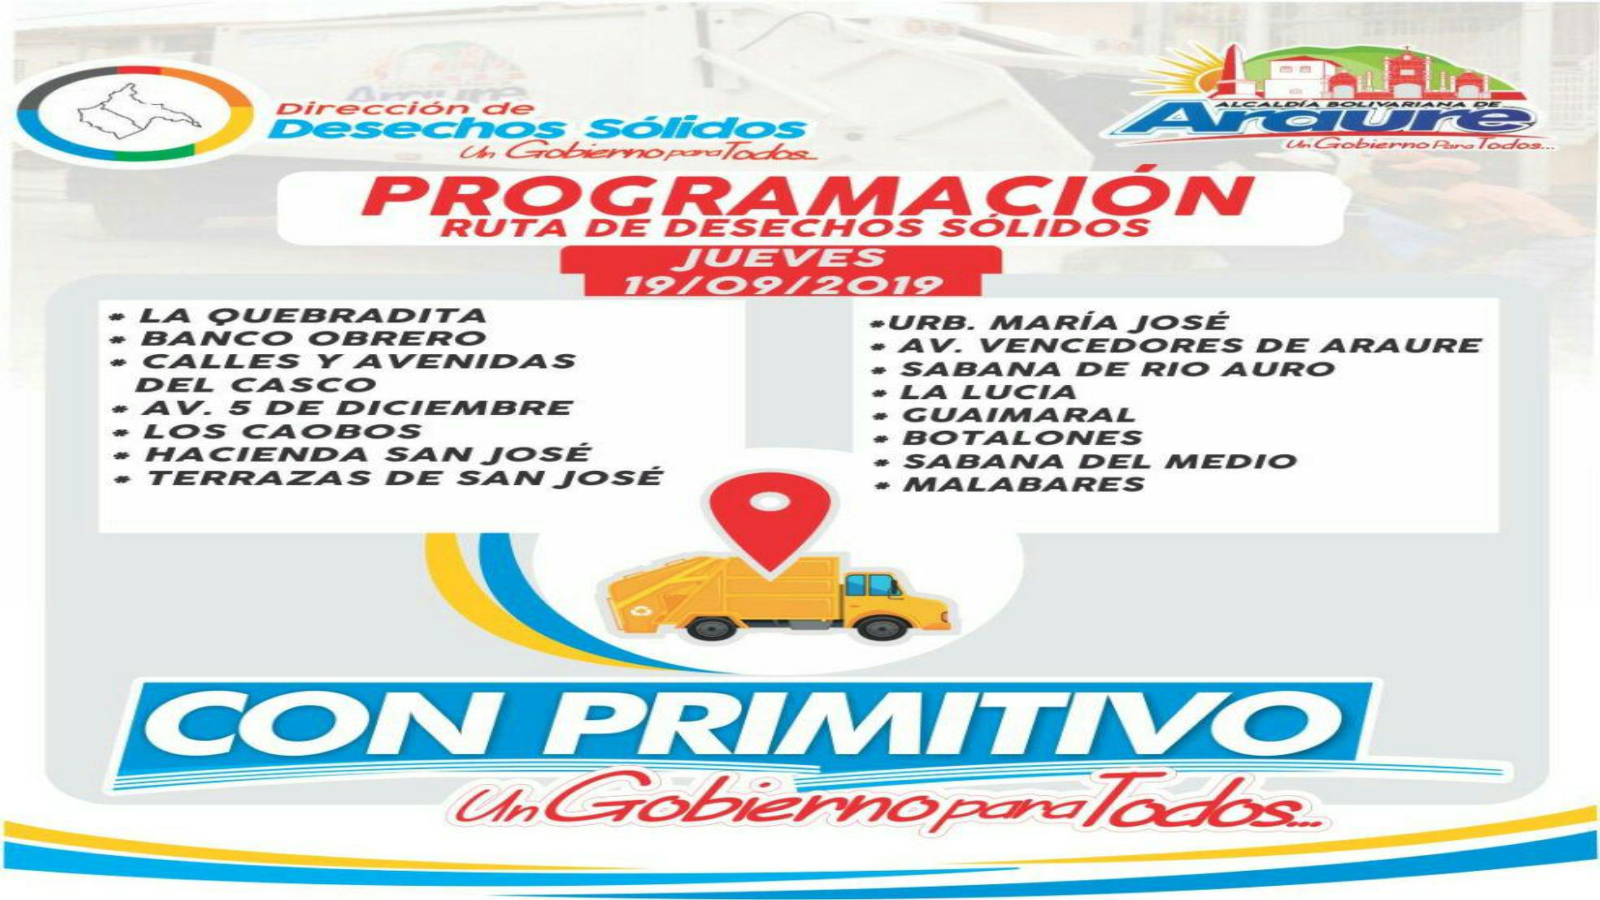 Dirección de
Desechos Sólidos
Un Gobierno para Todos...
ALCALDÍA BOLIVARIANA DE
Araure
Un Gobierno Para Todos...
PROGRAMACIÓN
RUTA DE DESECHOS SÓLIDOS
JUEVES
19/09/2019
* LA QUEBRADITA
* BANCO OBRERO
* CALLES Y AVENIDAS
DEL CASCO
* AV. 5 DE DICIEMBRE
* LOS CAOBOS
* HACIENDA SAN JOSÉ
* TERRAZAS DE SAN JOSÉ
*URB. MARÍA JOSÉ
* AV. VENCEDORES DE ARAURE
* SABANA DE RIO AURO
* LA LUCIA
* GUAIMARAL
* BOTALONES
* SABANA DEL MEDIO
* MALABARES
CON PRIMITIVO
Un Gobierno para Todos...